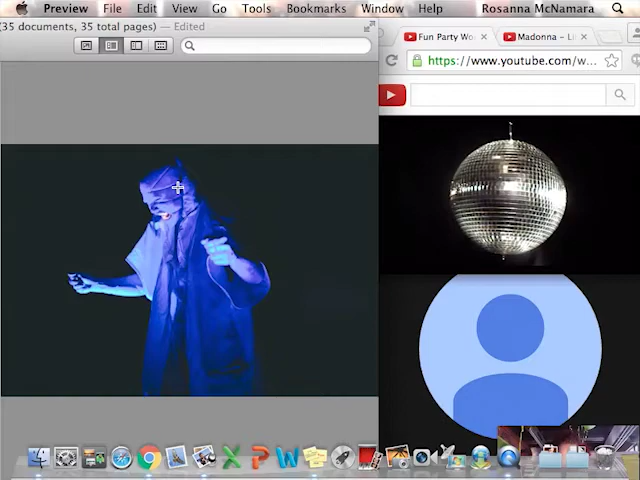 Preview File Edit View Go Tools Bookmarks Window Help Rosanna McNamara
(35 documents, 35 total pages) — Edited
Fun Party Wo
Madonna – Li
https://www.youtube.com/w...
X P W